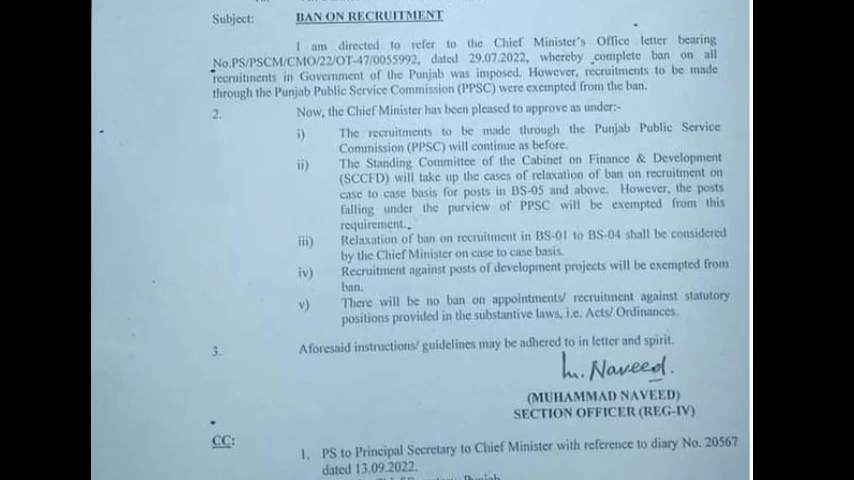 Subject: BAN ON RECRUITMENT
I am directed to refer to the Chief Minister's Office letter bearing
No.PS/PSCM/CMO/22/OT-47/0055992, dated 29.07.2022, whereby complete ban on all
recruitments in Government of the Punjab was imposed. However, recruitments to be made
through the Punjab Public Service Commission (PPSC) were exempted from the ban.
2. Now, the Chief Minister has been pleased to approve as under:-
i) The recruitments to be made through the Punjab Public Service
Commission (PPSC) will continue as before.
ii) The Standing Committee of the Cabinet on Finance & Development
(SCCFD) will take up the cases of relaxation of ban on recruitment on
case to case basis for posts in BS-05 and above. However, the posts
falling under the purview of PPSC will be exempted from this
requirement.
iii) Relaxation of ban on recruitment in BS-01 to BS-04 shall be considered
by the Chief Minister on case to case basis.
iv) Recruitment against posts of development projects will be exempted from
ban.
v) There will be no ban on appointments/ recruitment against statutory
positions provided in the substantive laws, i.e. Acts/ Ordinances.
3. Aforesaid instructions/ guidelines may be adhered to in letter and spirit.
M. Naveed.
(MUHAMMAD NAVEED)
SECTION OFFICER (REG-IV)
CC:
1. PS to Principal Secretary to Chief Minister with reference to diary No. 20567
dated 13.09.2022.